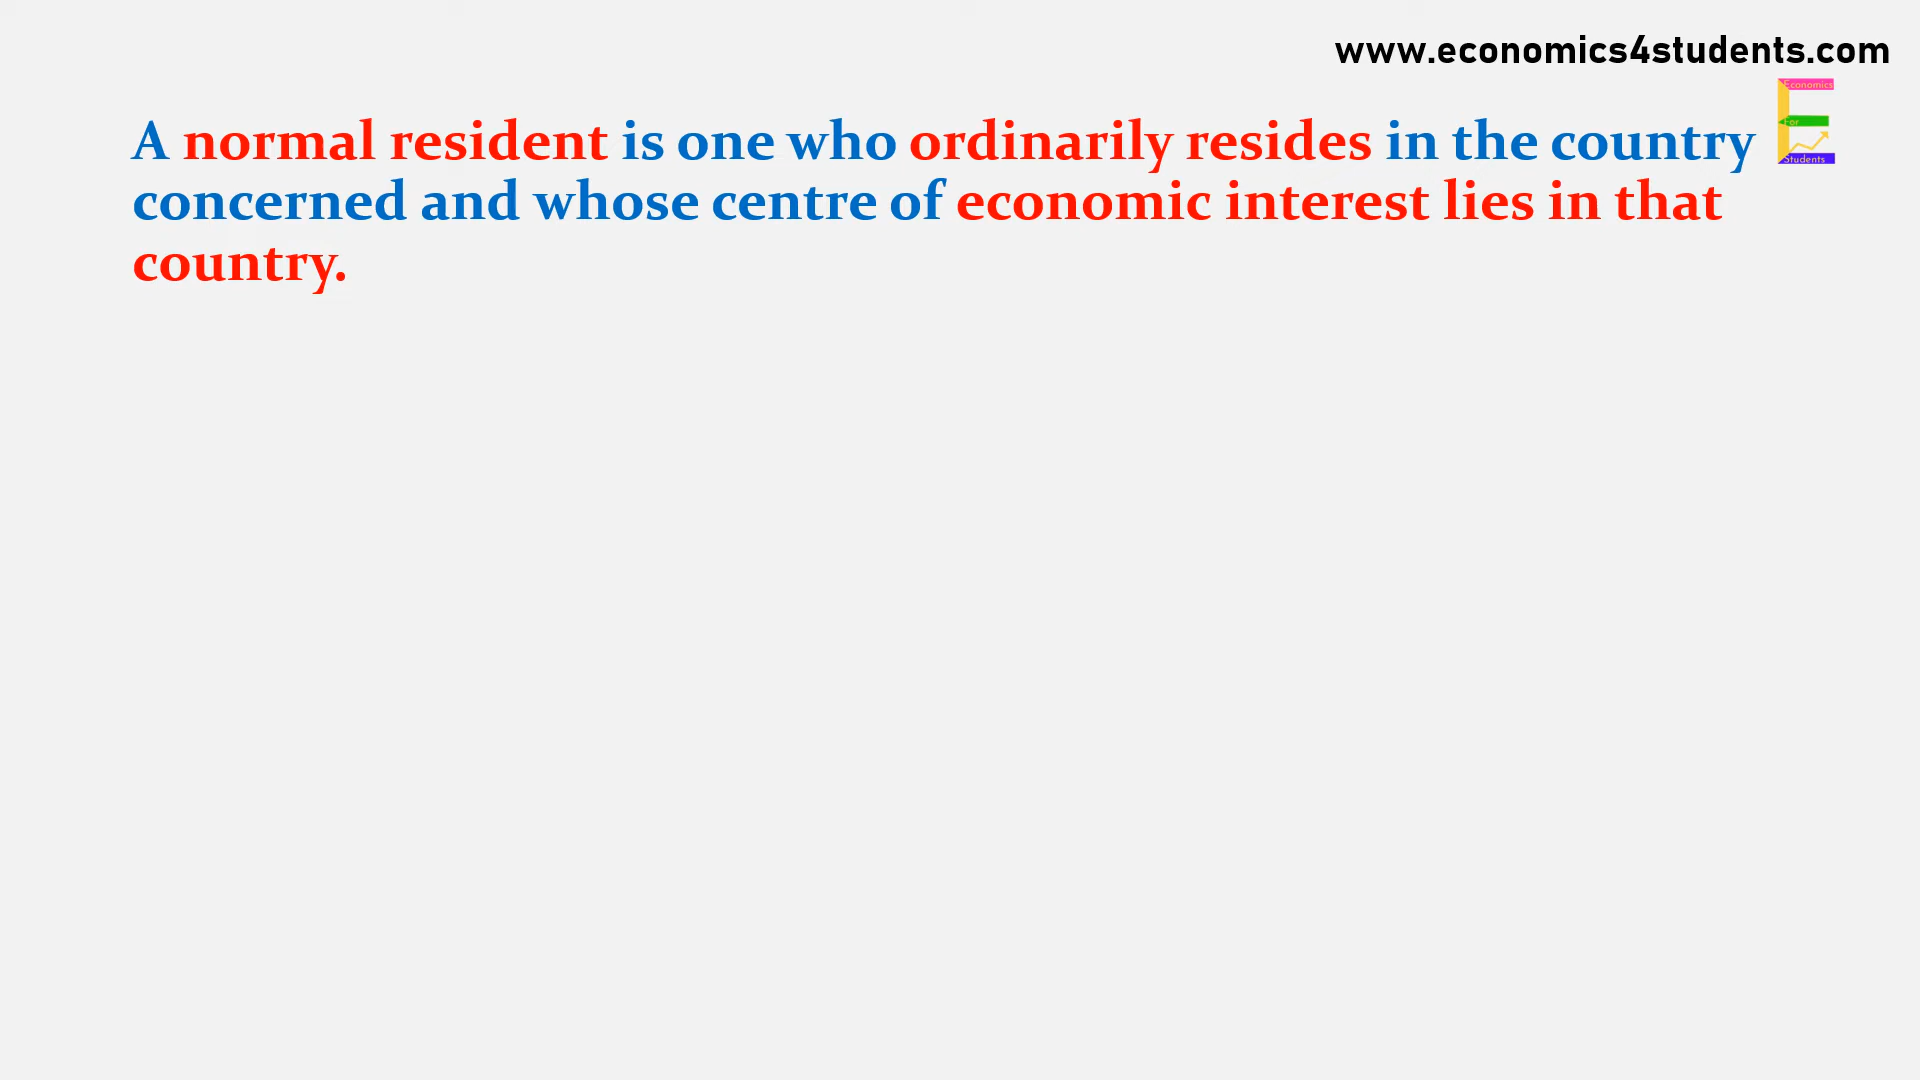 www.economics4students.com
Economics
For
Students
A normal resident is one who ordinarily resides in the country
concerned and whose centre of economic interest lies in that
country.